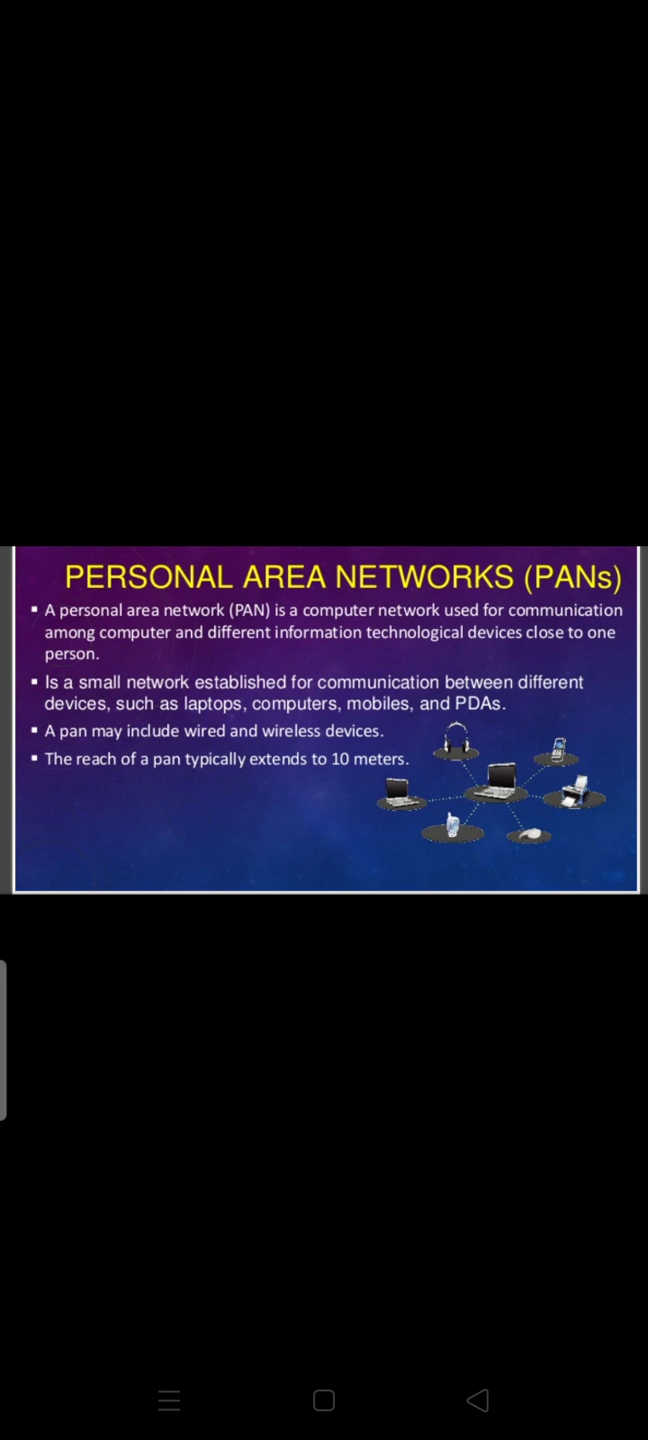 PERSONAL AREA NETWORKS (PANs)
▪ A personal area network (PAN) is a computer network used for communication
among computer and different information technological devices close to one
person.
▪ Is a small network established for communication between different
devices, such as laptops, computers, mobiles, and PDAs.
▪ A pan may include wired and wireless devices.
▪ The reach of a pan typically extends to 10 meters.